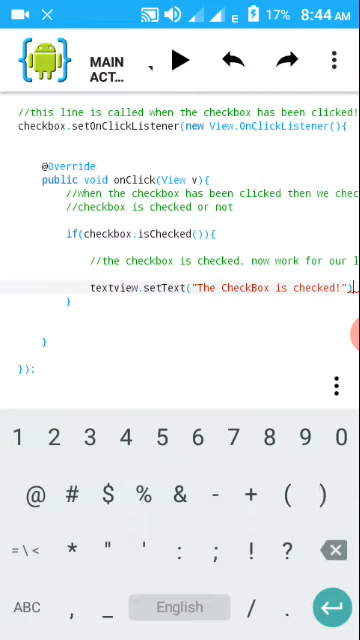 E 17% 8:44 AM
MAIN
ACT...
//this line is called when the checkbox has been clicked!
checkbox.setOnClickListener(new View.OnClickListener(){
@Override
public void onClick(View v){
//when the checkbox has been clicked then we chec
//checkbox is checked or not
if(checkbox.isChecked()){
//the checkbox is checked. now work for our l
textview.setText("The CheckBox is checked!")
}
}
});
1 2 3 4 5 6 7 8 9 0
@ # $ % & - + ( )
=\< * " ' : ; ! ?
ABC , _ English / .